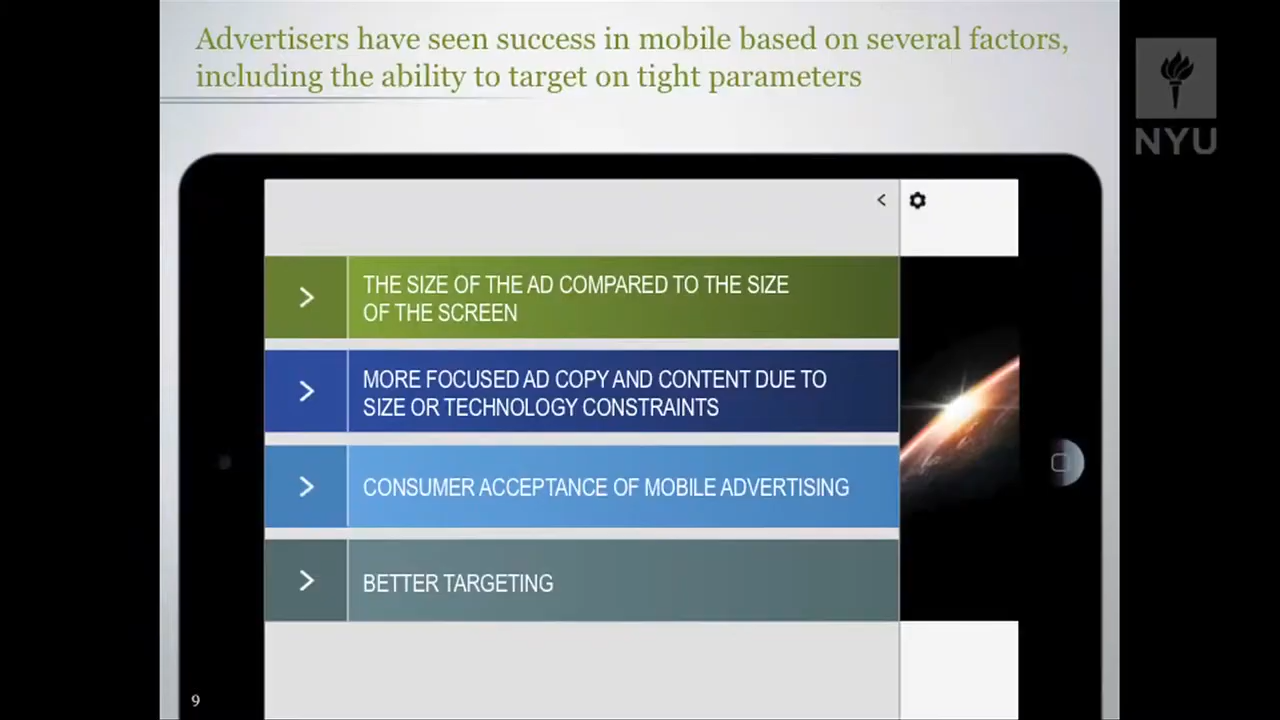 Advertisers have seen success in mobile based on several factors,
including the ability to target on tight parameters
NYU
THE SIZE OF THE AD COMPARED TO THE SIZE
OF THE SCREEN
MORE FOCUSED AD COPY AND CONTENT DUE TO
SIZE OR TECHNOLOGY CONSTRAINTS
CONSUMER ACCEPTANCE OF MOBILE ADVERTISING
BETTER TARGETING
9